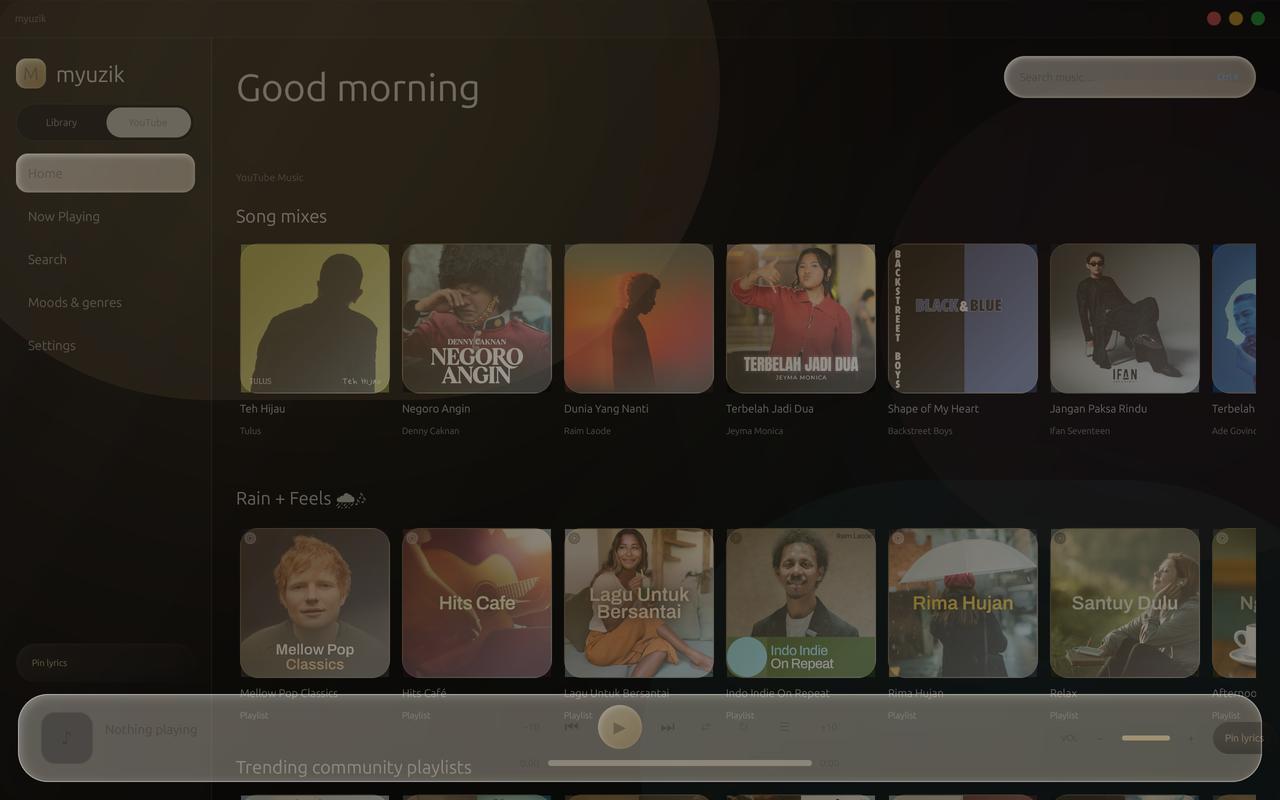 myuzik
M myuzik
Library YouTube
Home
Now Playing
Search
Moods & genres
Settings
Pin lyrics
Good morning
Search music...
YouTube Music
Song mixes
TULUS Teh Hijau
DENNY CAKNAN
NEGORO
ANGIN
TERBELAH JADI DUA
JEYMA MONICA
BACKSTREET BOYS
BLACK & BLUE
IFAN
Teh Hijau
Tulus
Negoro Angin
Denny Caknan
Dunia Yang Nanti
Raim Laode
Terbelah Jadi Dua
Jeyma Monica
Shape of My Heart
Backstreet Boys
Jangan Paksa Rindu
Ifan Seventeen
Terbelah
Ade Govind
Rain + Feels 🌧️🎶
Mellow Pop
Classics
Hits Cafe
Lagu Untuk
Bersantai
Raim Laode
Indo Indie
On Repeat
Rima Hujan
Santuy Dulu
Mellow Pop Classics
Playlist
Hits Café
Playlist
Lagu Untuk Bersantai
Playlist
Indo Indie On Repeat
Playlist
Rima Hujan
Playlist
Relax
Playlist
Afternoo
Playlist
Nothing playing
-10 +10
0:00 0:00
VOL − + Pin lyrics
Trending community playlists